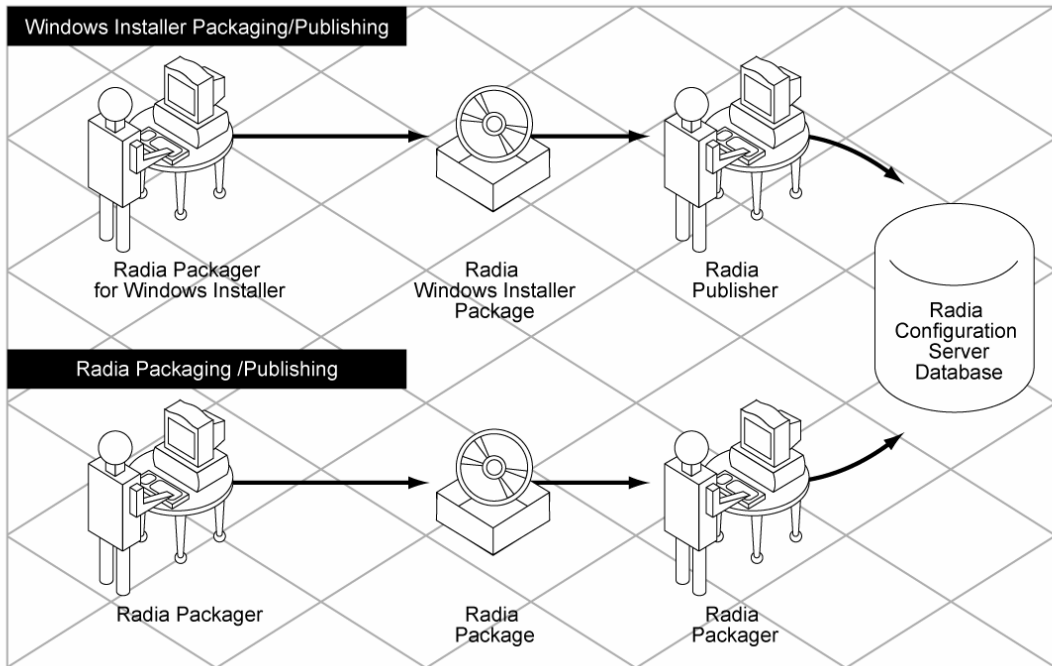 Windows Installer Packaging/Publishing
Radia Packager
for Windows Installer
Radia
Windows Installer
Package
Radia
Publisher
Radia
Configuration
Server
Database
Radia Packaging /Publishing
Radia Packager
Radia
Package
Radia
Packager